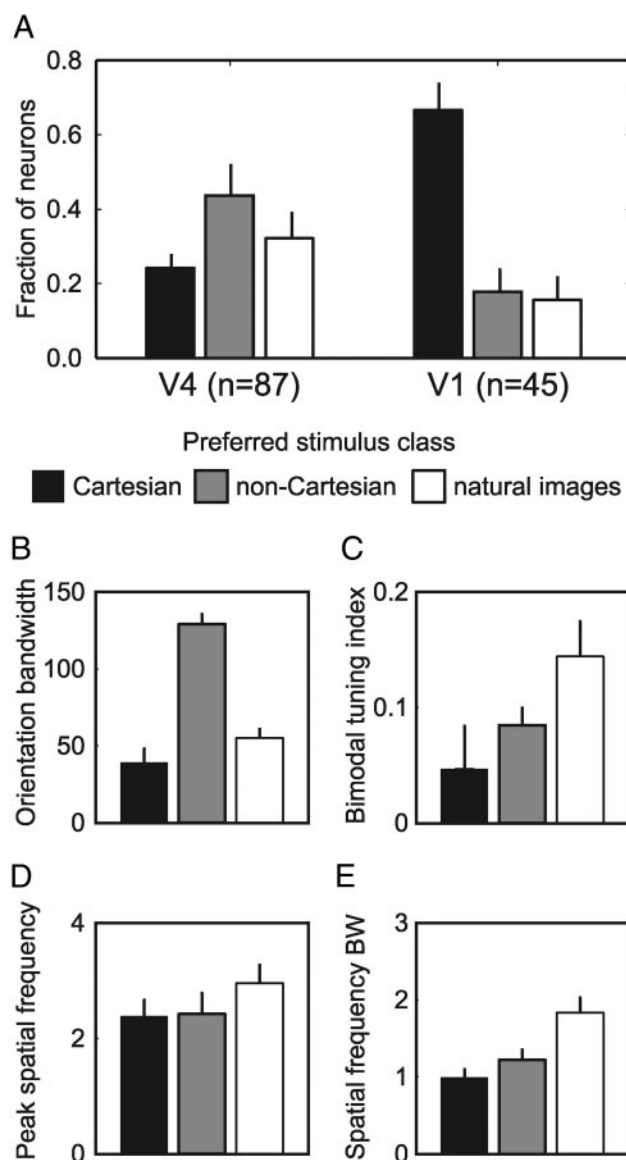 A
0.8
0.6
0.4
0.2
0.0
Fraction of neurons
V4 (n=87)
V1 (n=45)
Preferred stimulus class
Cartesian
non-Cartesian
natural images
B
150
100
50
0
Orientation bandwidth
C
0.2
0.1
0
Bimodal tuning index
D
4
2
0
Peak spatial frequency
E
3
2
1
0
Spatial frequency BW